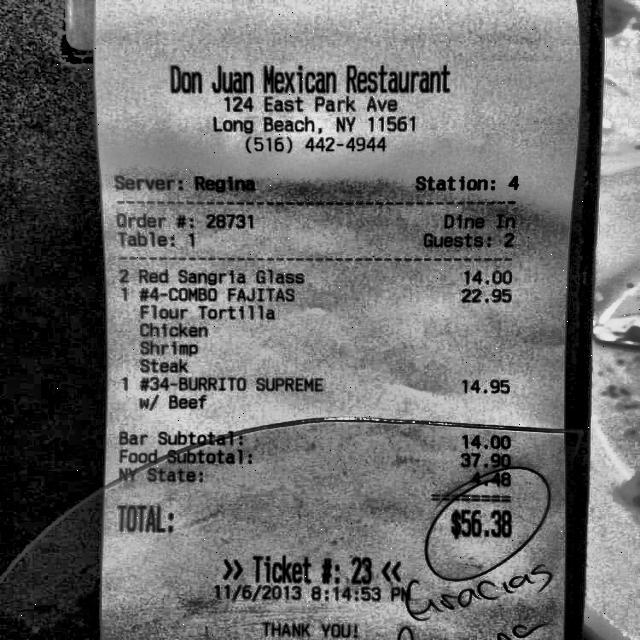 Don Juan Mexican Restaurant
124 East Park Ave
Long Beach, NY 11561
(516) 442-4944
Server: Regina Station: 4
Order #: 28731 Dine In
Table: 1 Guests: 2
2 Red Sangria Glass 14.00
1 #4-COMBO FAJITAS 22.95
Flour Tortilla
Chicken
Shrimp
Steak
1 #34-BURRITO SUPREME 14.95
w/ Beef
Bar Subtotal: 14.00
Food Subtotal: 37.90
NY State: 4.48
TOTAL: $56.38
>> Ticket #: 23 <<
11/6/2013 8:14:53 PM
Gracias
THANK YOU!